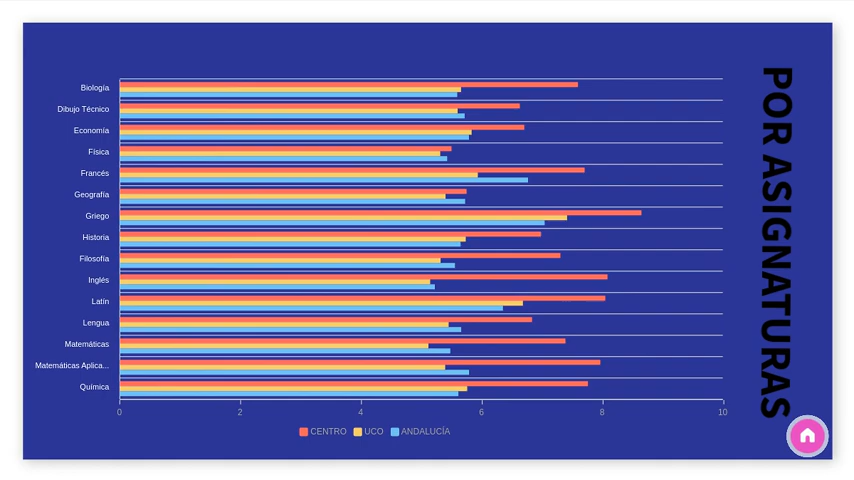 POR ASIGNATURAS
Biología
Dibujo Técnico
Economía
Física
Francés
Geografía
Griego
Historia
Filosofía
Inglés
Latín
Lengua
Matemáticas
Matemáticas Aplica...
Química
0 2 4 6 8 10
CENTRO UCO ANDALUCÍA